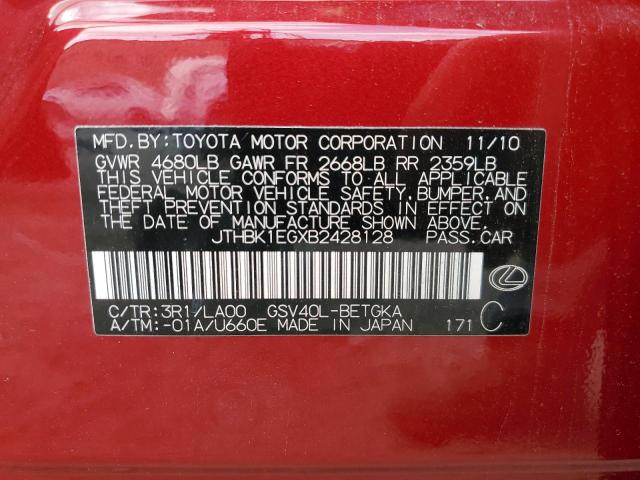 MFD.BY:TOYOTA MOTOR CORPORATION 11/10
GVWR 4680LB GAWR FR 2668LB RR 2359LB
THIS VEHICLE CONFORMS TO ALL APPLICABLE
FEDERAL MOTOR VEHICLE SAFETY,BUMPER,AND
THEFT PREVENTION STANDARDS IN EFFECT ON
THE DATE OF MANUFACTURE SHOWN ABOVE.
JTHBK1EGXB2428128 PASS.CAR
C/TR:3R1/LA00 GSV40L-BETGKA
A/TM:-01A/U660E MADE IN JAPAN 171 C